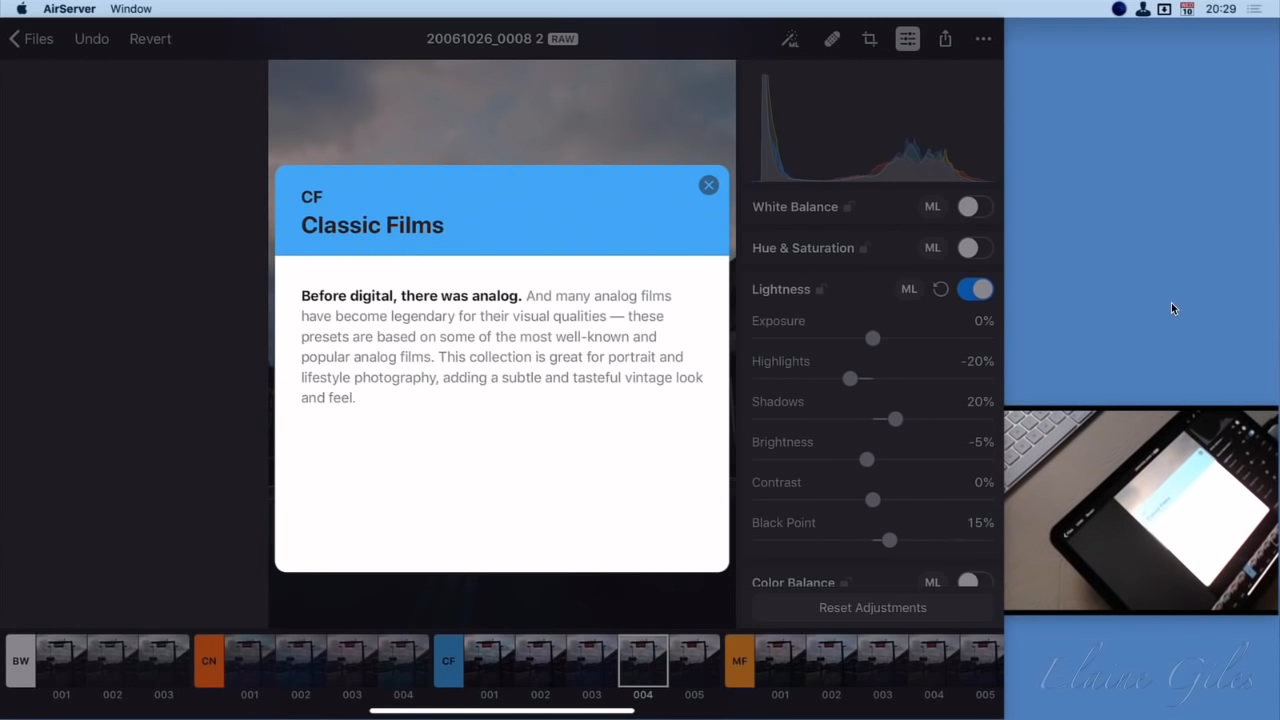 AirServer Window WED 10 20:29
Files Undo Revert 20061026_0008 2 RAW ML
CF
Classic Films
Before digital, there was analog. And many analog films
have become legendary for their visual qualities — these
presets are based on some of the most well-known and
popular analog films. This collection is great for portrait and
lifestyle photography, adding a subtle and tasteful vintage look
and feel.
White Balance ML
Hue & Saturation ML
Lightness ML
Exposure 0%
Highlights -20%
Shadows 20%
Brightness -5%
Contrast 0%
Black Point 15%
Color Balance ML
Reset Adjustments
BW CN CF MF
001 002 003 001 002 003 004 001 002 003 004 005 001 002 003 004 005
Elaine Giles